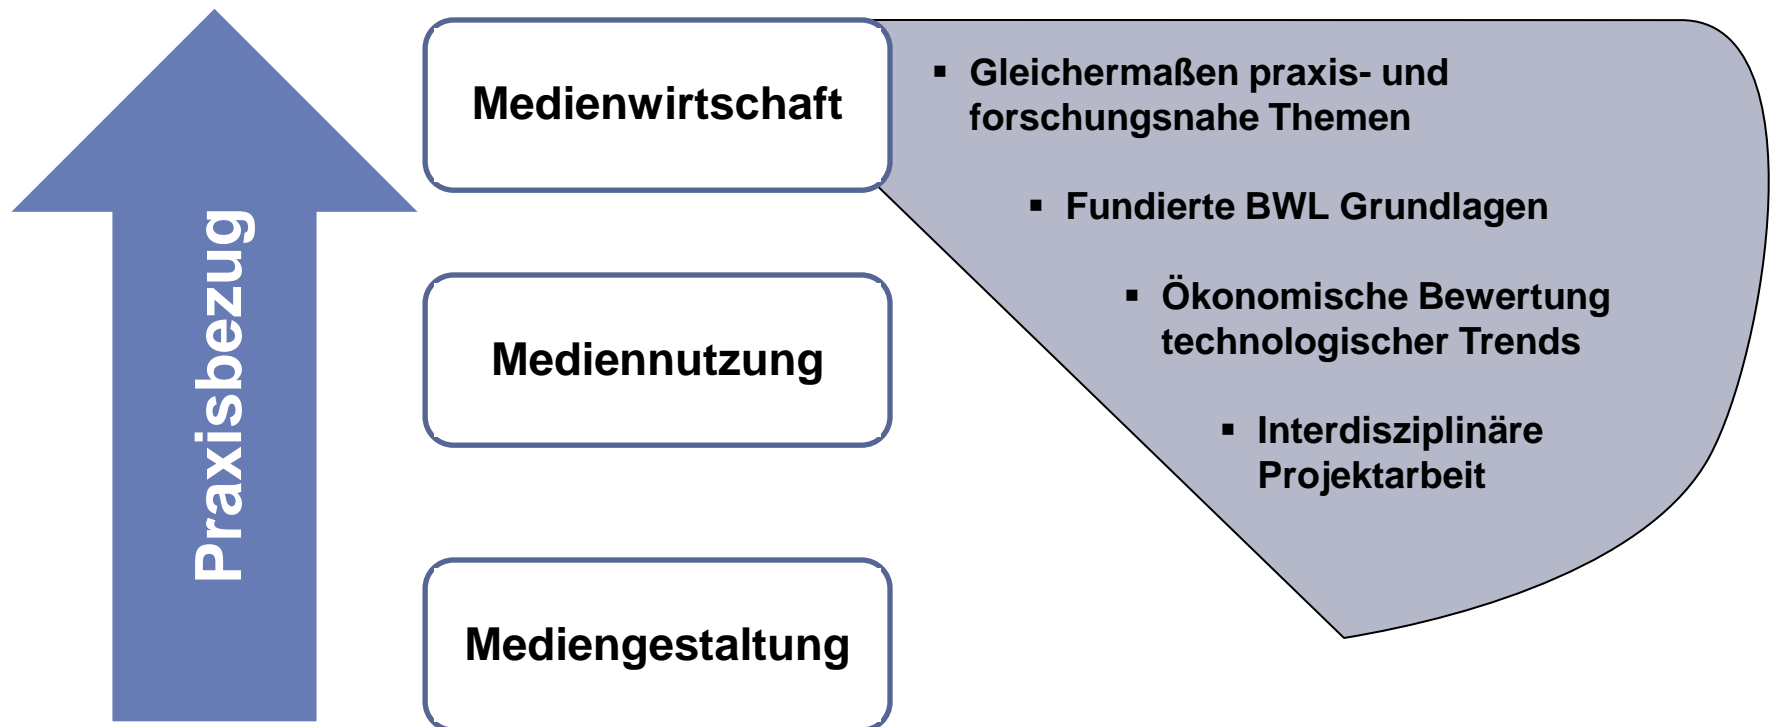 Praxisbezug
Medienwirtschaft
▪ Gleichermaßen praxis- und
forschungsnahe Themen
▪ Fundierte BWL Grundlagen
▪ Ökonomische Bewertung
technologischer Trends
▪ Interdisziplinäre
Projektarbeit
Mediennutzung
Mediengestaltung